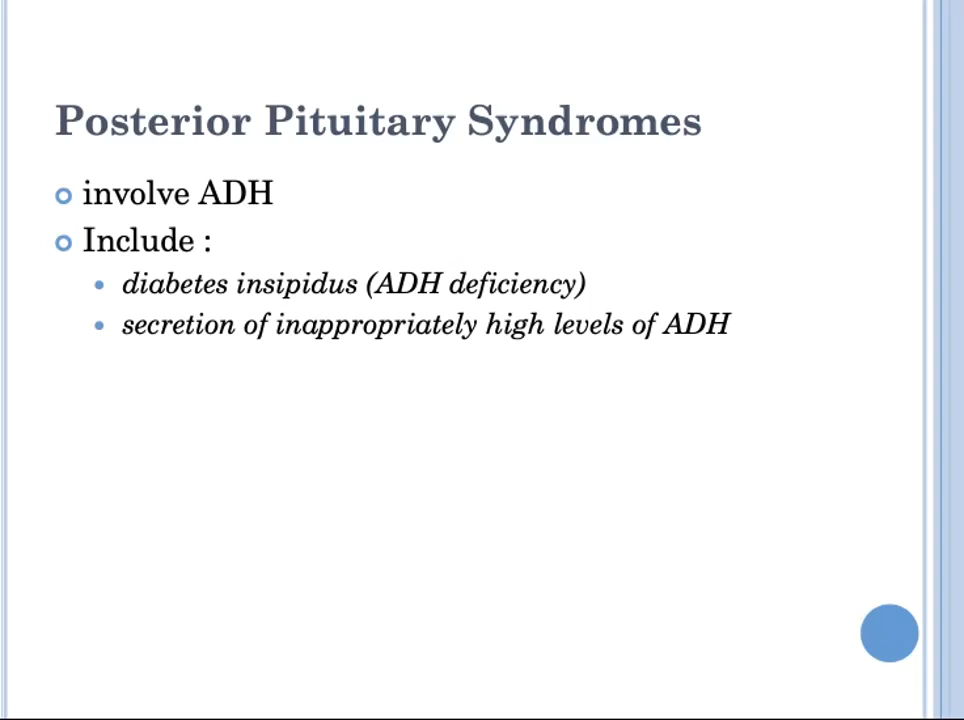 Posterior Pituitary Syndromes
involve ADH
Include :
diabetes insipidus (ADH deficiency)
secretion of inappropriately high levels of ADH